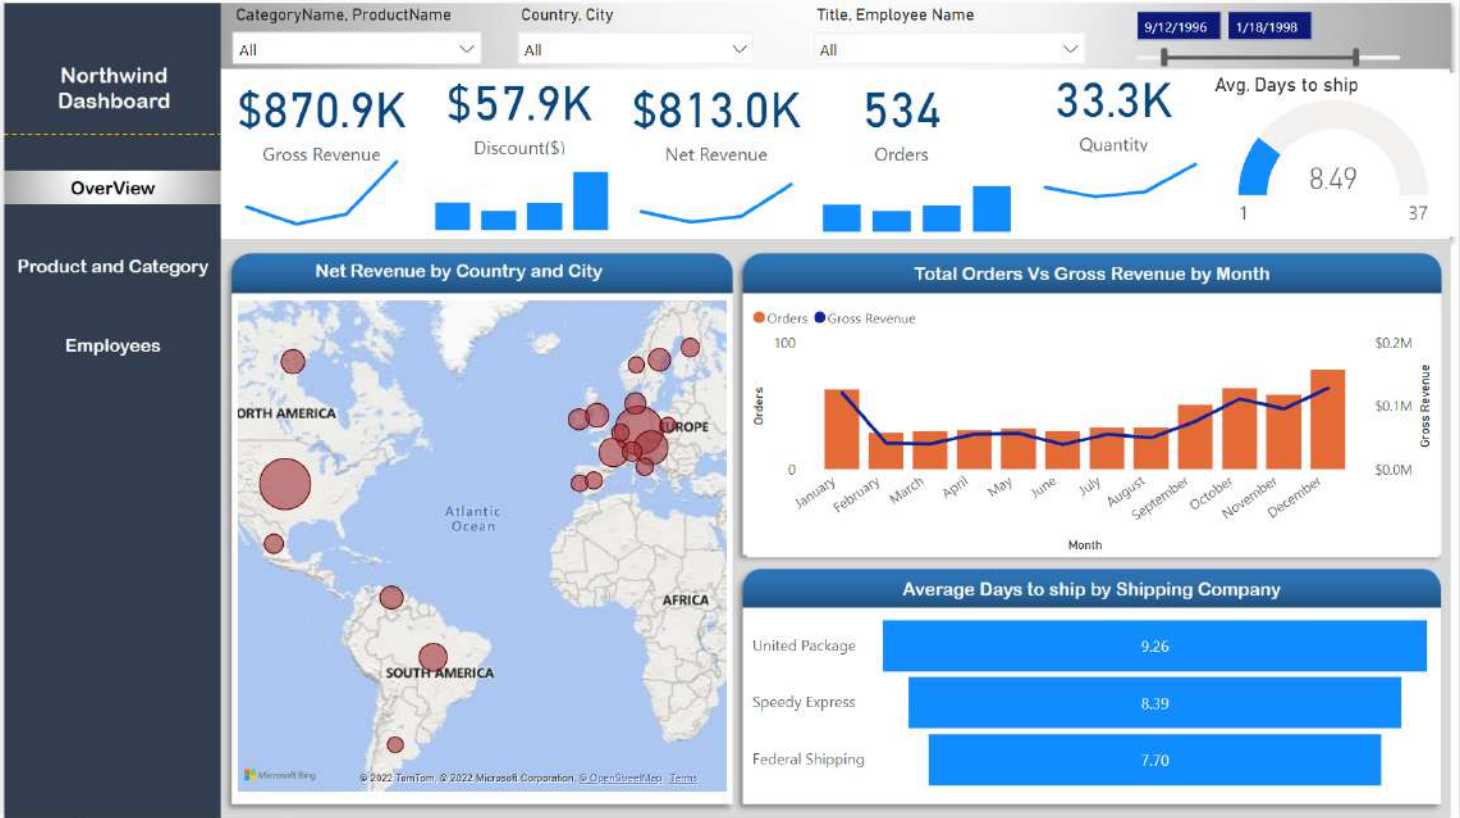 Northwind
Dashboard
OverView
Product and Category
Employees
CategoryName, ProductName
All
Country, City
All
Title, Employee Name
All
9/12/1996
1/18/1998
$870.9K
Gross Revenue
$57.9K
Discount($)
$813.0K
Net Revenue
534
Orders
33.3K
Quantity
Avg. Days to ship
8.49
1
37
Net Revenue by Country and City
ORTH AMERICA
EUROPE
Atlantic
Ocean
AFRICA
SOUTH AMERICA
Microsoft Bing
© 2022 TomTom, © 2022 Microsoft Corporation, © OpenStreetMap Terms
Total Orders Vs Gross Revenue by Month
Orders Gross Revenue
100
0
Orders
$0.2M
$0.1M
$0.0M
Gross Revenue
January
February
March
April
May
June
July
August
September
October
November
December
Month
Average Days to ship by Shipping Company
United Package 9.26
Speedy Express 8.39
Federal Shipping 7.70